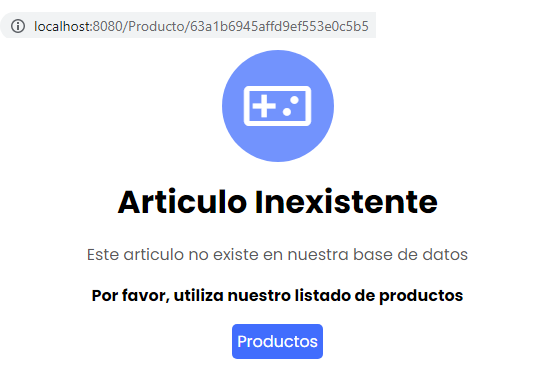 localhost:8080/Producto/63a1b6945affd9ef553e0c5b5
Articulo Inexistente
Este articulo no existe en nuestra base de datos
Por favor, utiliza nuestro listado de productos
Productos